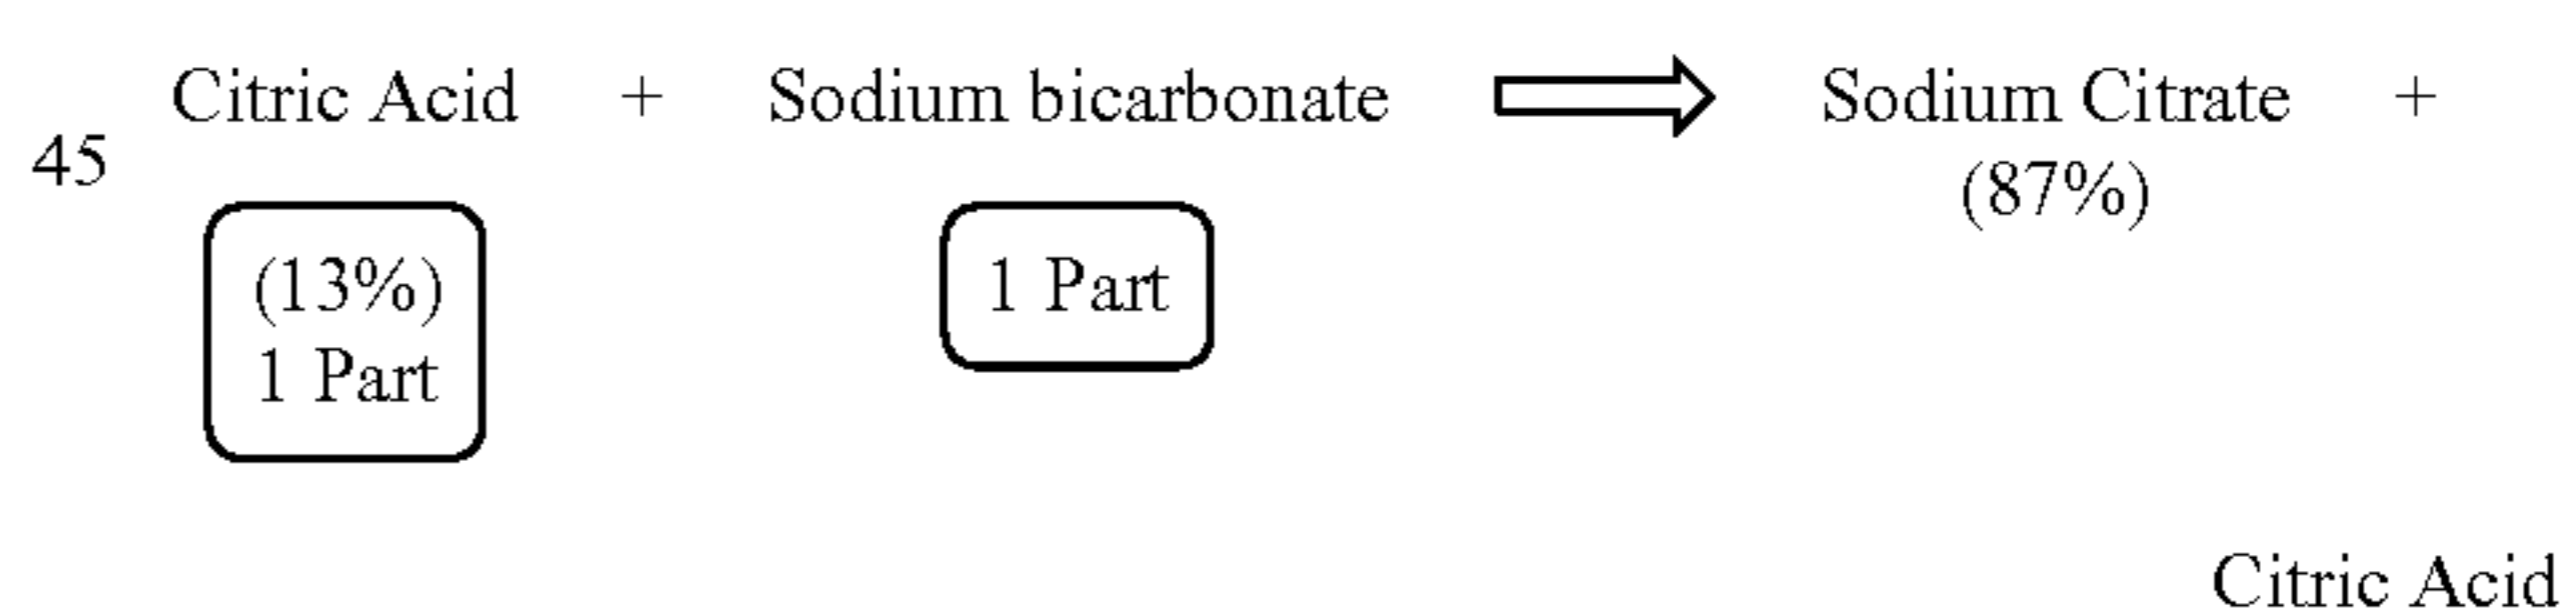 Citric Acid + Sodium bicarbonate ⇒ Sodium Citrate +
45
(87%)
(13%)
1 Part
1 Part
Citric Acid